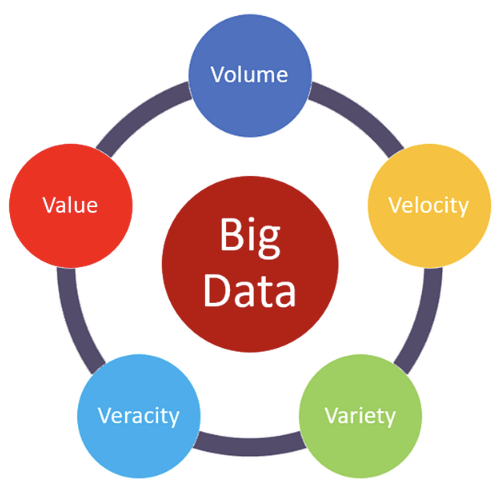 Volume
Value
Velocity
Big
Data
Veracity
Variety